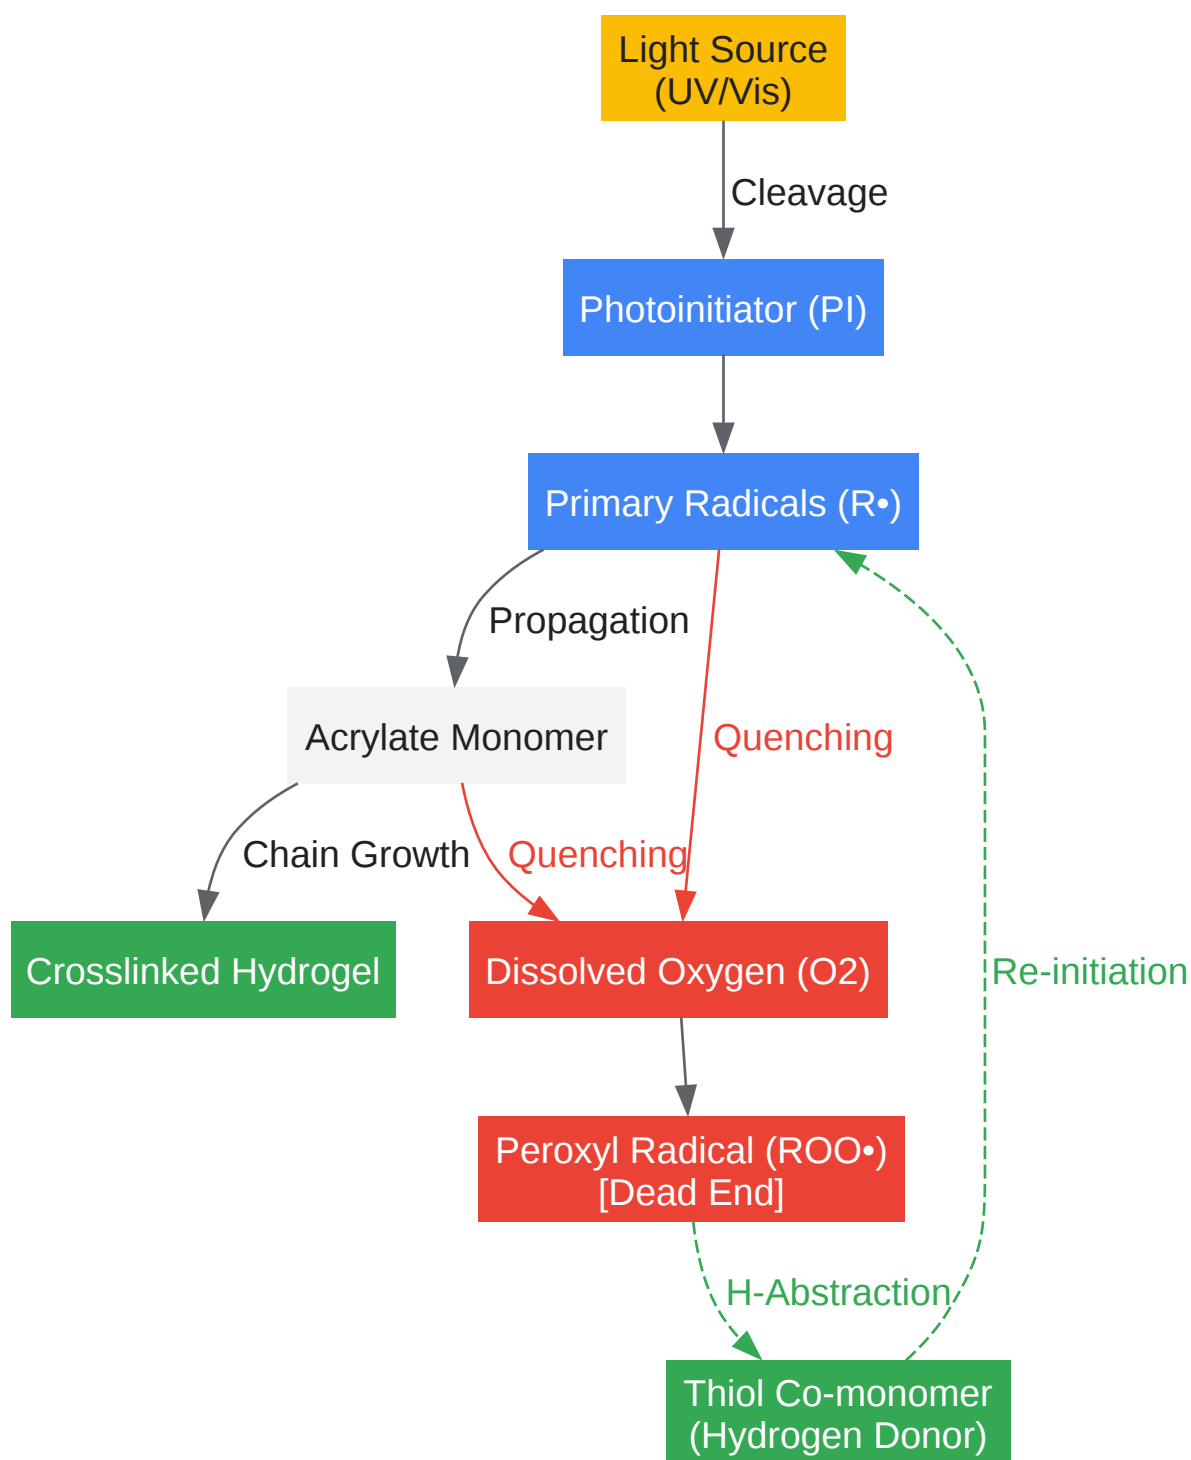 Light Source
(UV/Vis)
Cleavage
Photoinitiator (PI)
Primary Radicals (R•)
Propagation
Acrylate Monomer
Quenching
Chain Growth
Quenching
Crosslinked Hydrogel
Dissolved Oxygen (O2)
Re-initiation
Peroxyl Radical (ROO•)
[Dead End]
H-Abstraction
Thiol Co-monomer
(Hydrogen Donor)